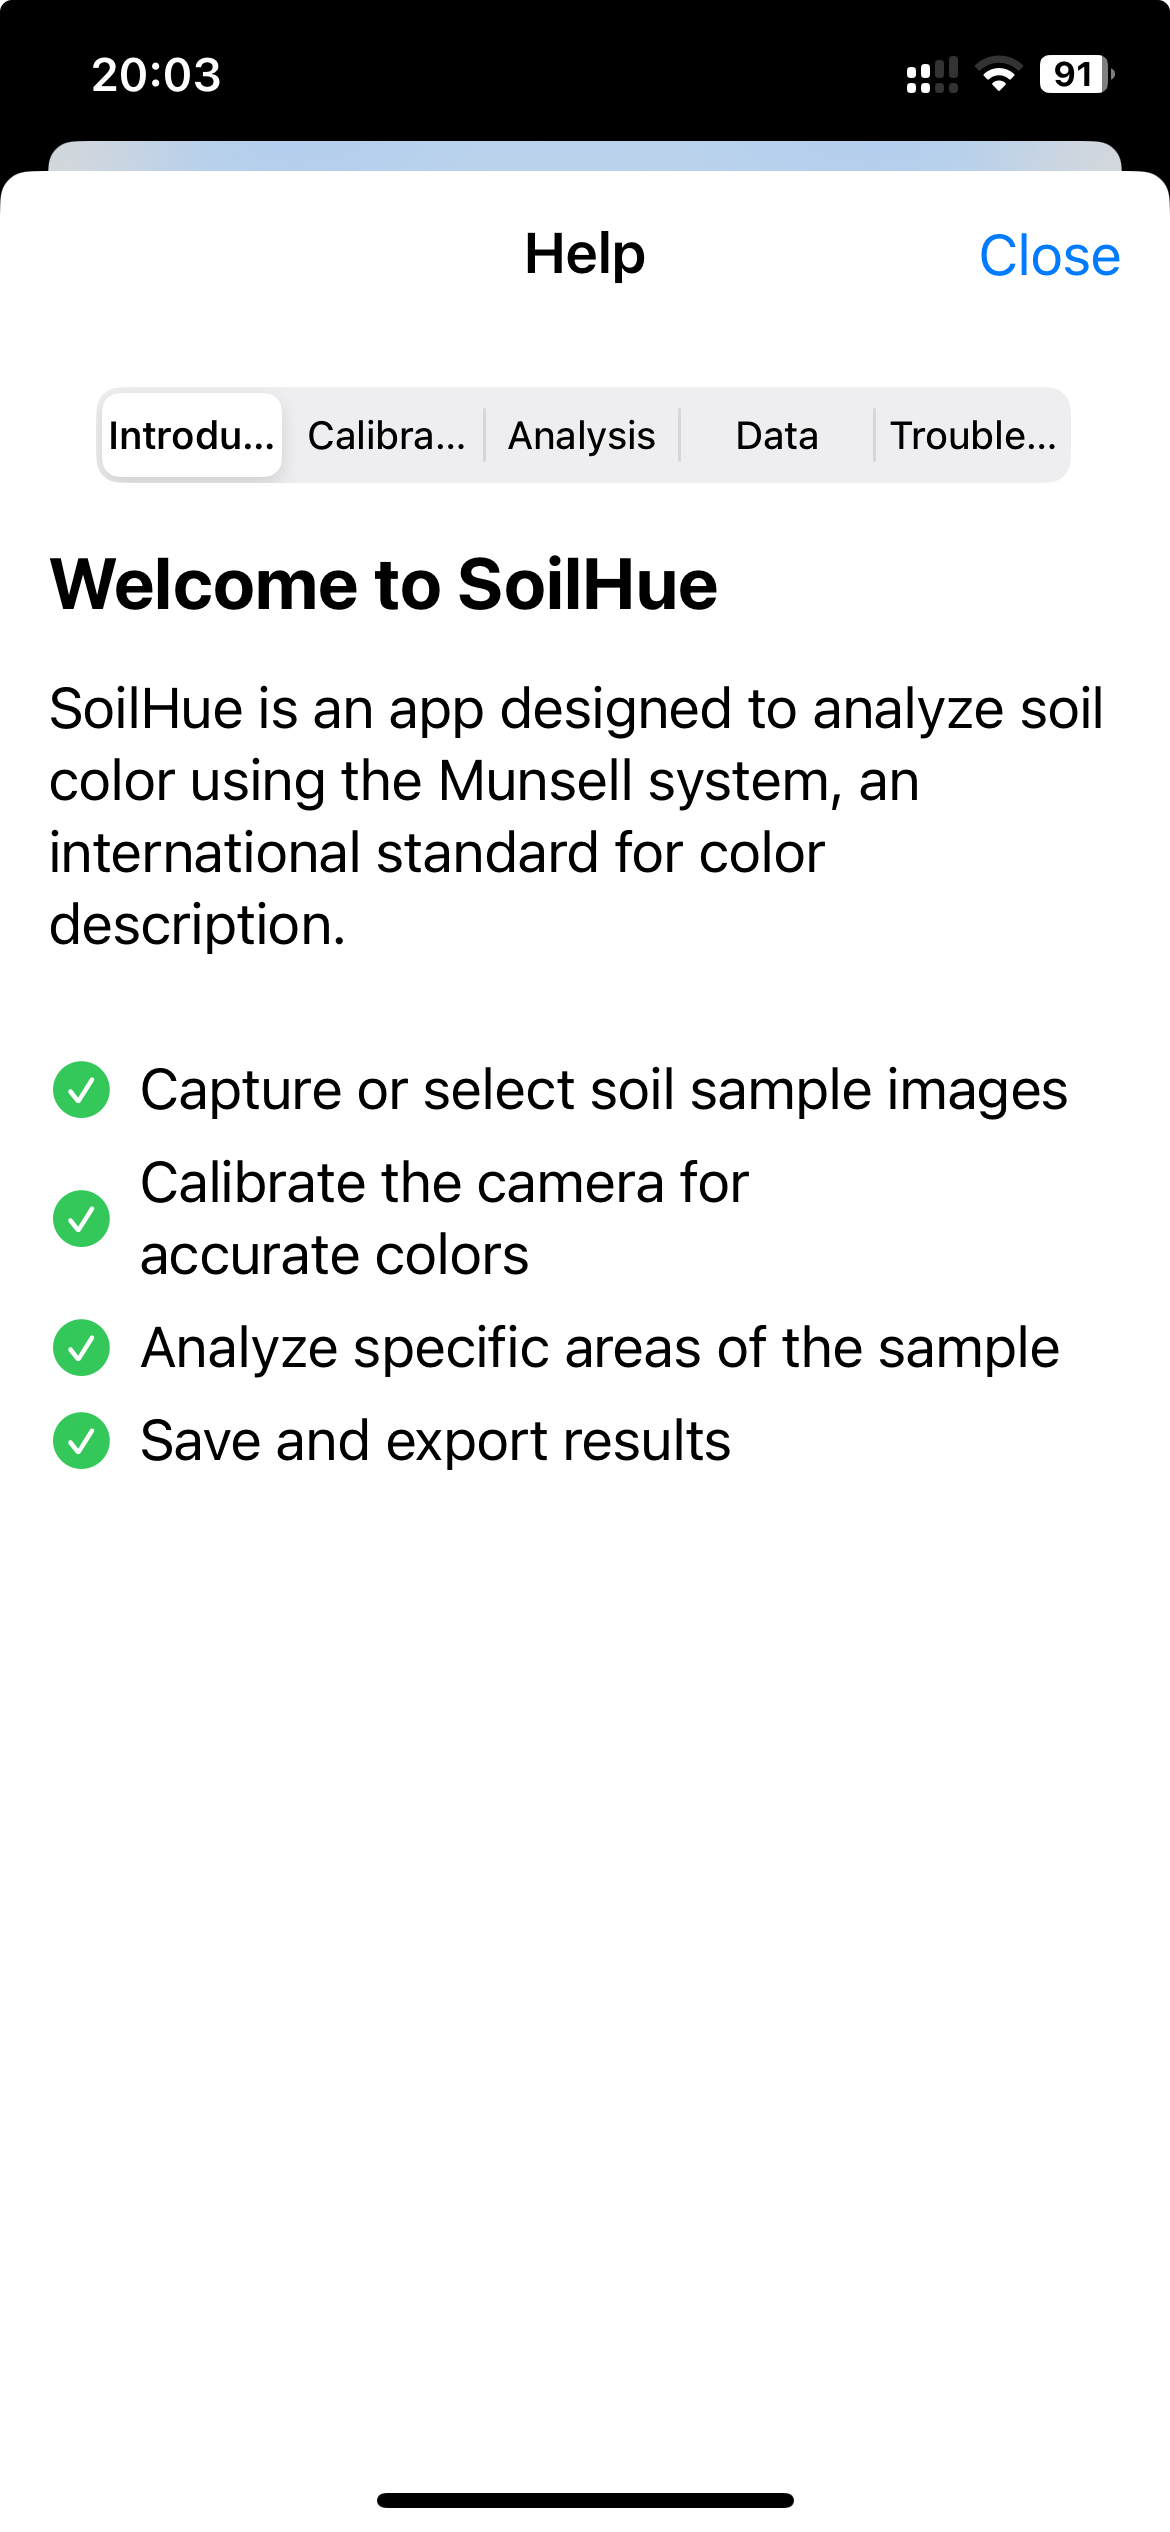 20:03
91
Help
Close
Introdu...
Calibra...
Analysis
Data
Trouble...
Welcome to SoilHue
SoilHue is an app designed to analyze soil
color using the Munsell system, an
international standard for color
description.
Capture or select soil sample images
Calibrate the camera for
accurate colors
Analyze specific areas of the sample
Save and export results